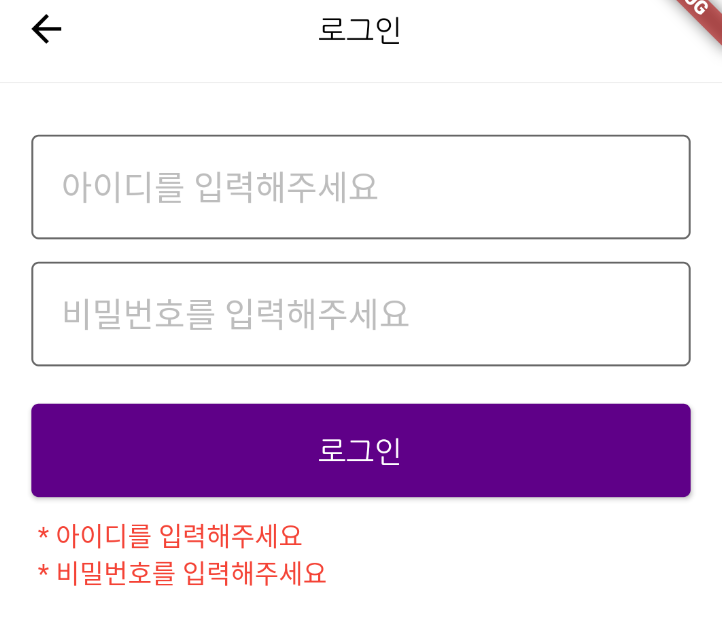 로그인
아이디를 입력해주세요
비밀번호를 입력해주세요
로그인
* 아이디를 입력해주세요
* 비밀번호를 입력해주세요